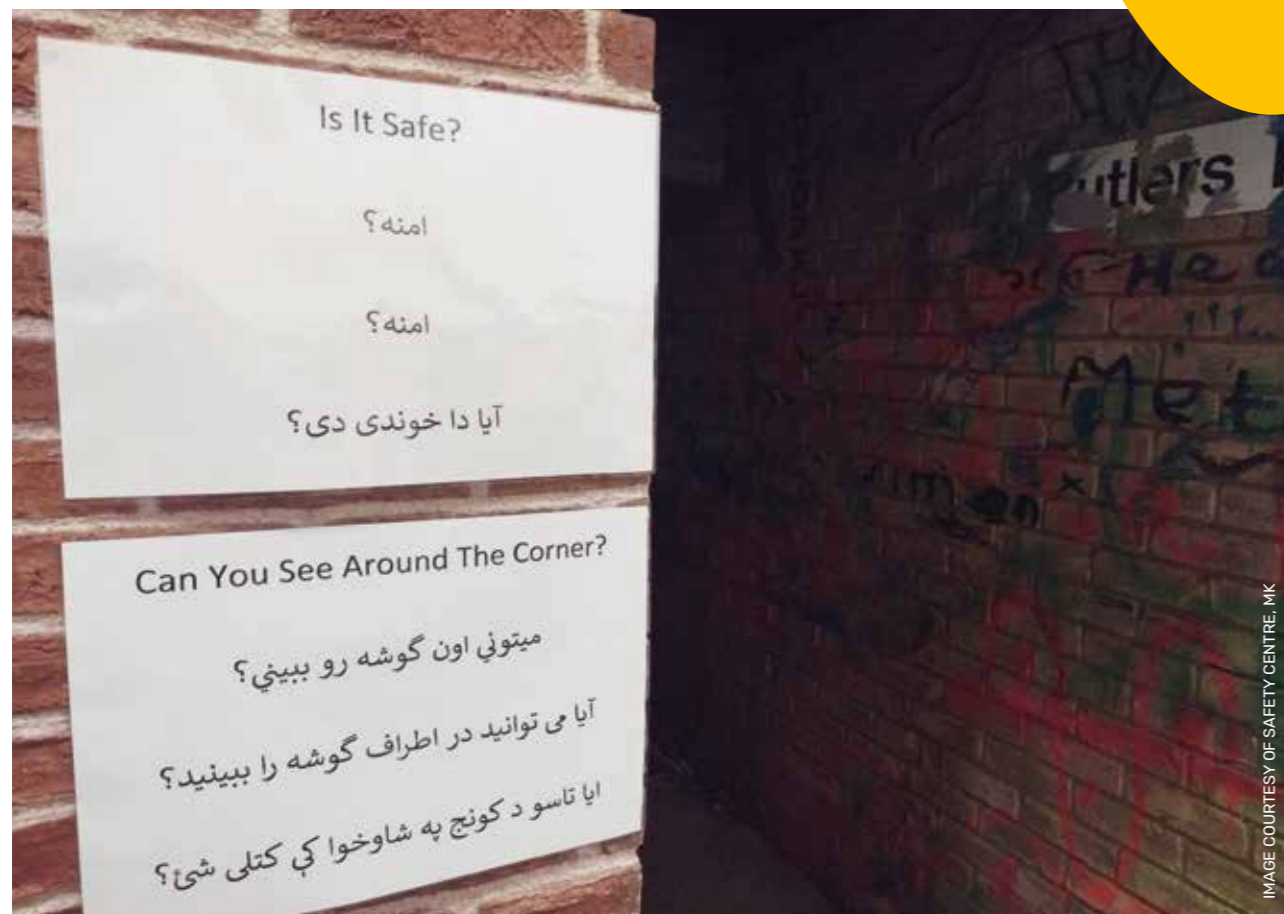 Is It Safe?
امنه؟
امنه؟
آیا دا خوندی دی؟
Can You See Around The Corner?
میتوني اون گوشه رو ببیني؟
آیا می توانید در اطراف گوشه را ببینید؟
ایا تاسو د کونج په شاوخوا کې کتلی شئ؟
utlers
Met
IMAGE COURTESY OF SAFETY CENTRE, MK